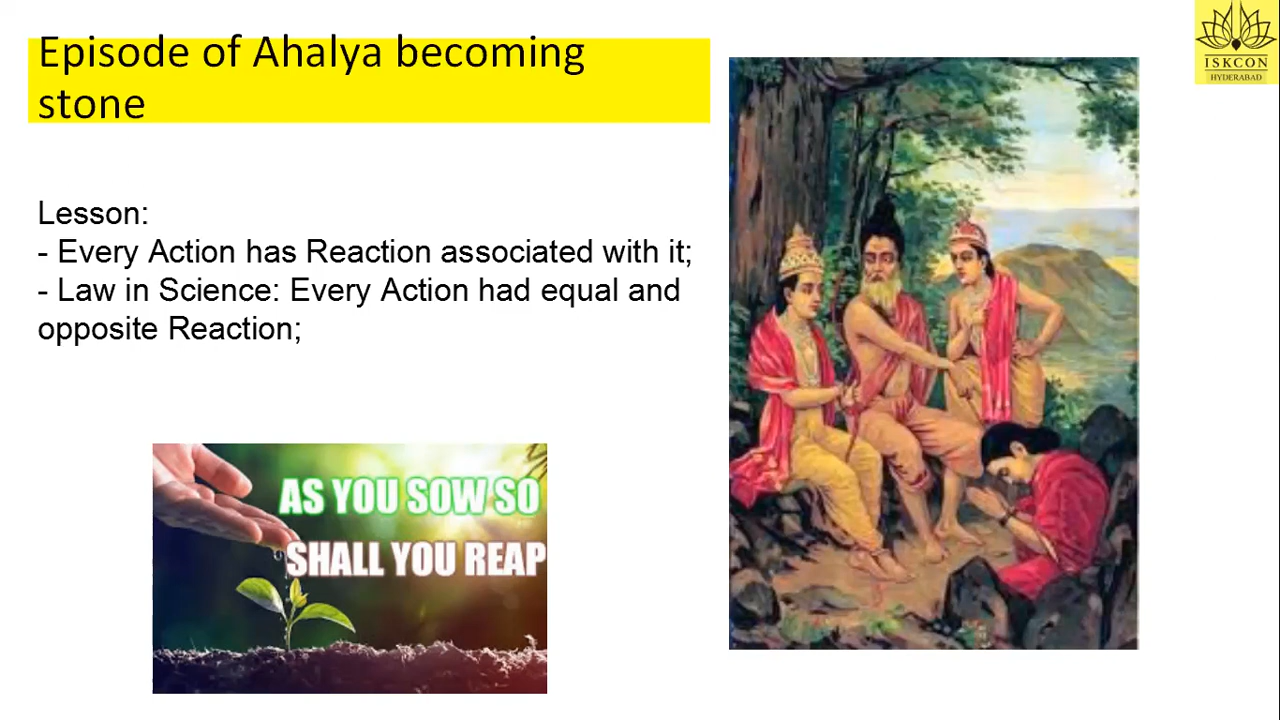 Episode of Ahalya becoming
stone
ISKCON
HYDERABAD
Lesson:
- Every Action has Reaction associated with it;
- Law in Science: Every Action had equal and
opposite Reaction;
AS YOU SOW SO
SHALL YOU REAP